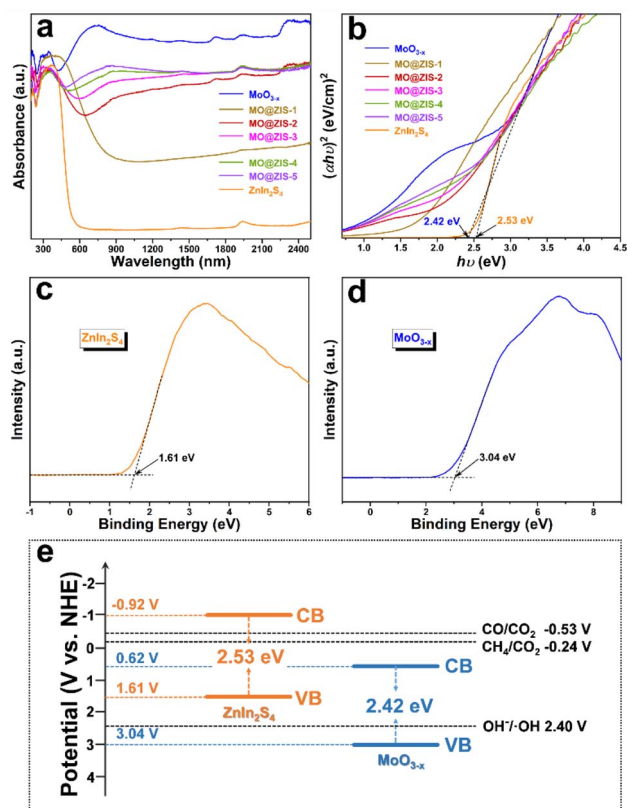 a
Absorbance (a.u.)
MoO₃₋ₓ
MO@ZIS-1
MO@ZIS-2
MO@ZIS-3
MO@ZIS-4
MO@ZIS-5
ZnIn₂S₄
300 600 900 1200 1500 1800 2100 2400
Wavelength (nm)
b
(αhυ)² (eV/cm)²
MoO₃₋ₓ
MO@ZIS-1
MO@ZIS-2
MO@ZIS-3
MO@ZIS-4
MO@ZIS-5
ZnIn₂S₄
2.42 eV
2.53 eV
1.0 1.5 2.0 2.5 3.0 3.5 4.0 4.5
hυ (eV)
c
Intensity (a.u.)
ZnIn₂S₄
1.61 eV
-1 0 1 2 3 4 5 6
Binding Energy (eV)
d
Intensity (a.u.)
MoO₃₋ₓ
3.04 eV
0 2 4 6 8
Binding Energy (eV)
e
Potential (V vs. NHE)
-2
-1
0
1
2
3
4
-0.92 V
CB
CO/CO₂ -0.53 V
CH₄/CO₂ -0.24 V
0.62 V
2.53 eV
CB
1.61 V
VB
ZnIn₂S₄
2.42 eV
OH⁻/·OH 2.40 V
3.04 V
VB
MoO₃₋ₓ